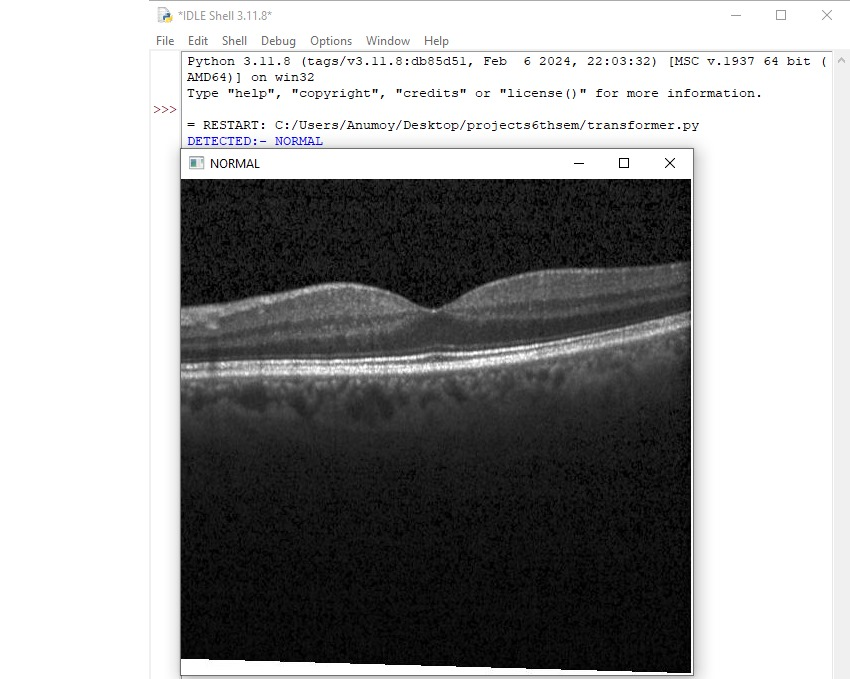 *IDLE Shell 3.11.8*
File Edit Shell Debug Options Window Help
Python 3.11.8 (tags/v3.11.8:db85d51, Feb  6 2024, 22:03:32) [MSC v.1937 64 bit (
AMD64)] on win32
Type "help", "copyright", "credits" or "license()" for more information.
>>>
= RESTART: C:/Users/Anumoy/Desktop/projects6thsem/transformer.py
DETECTED:- NORMAL
NORMAL